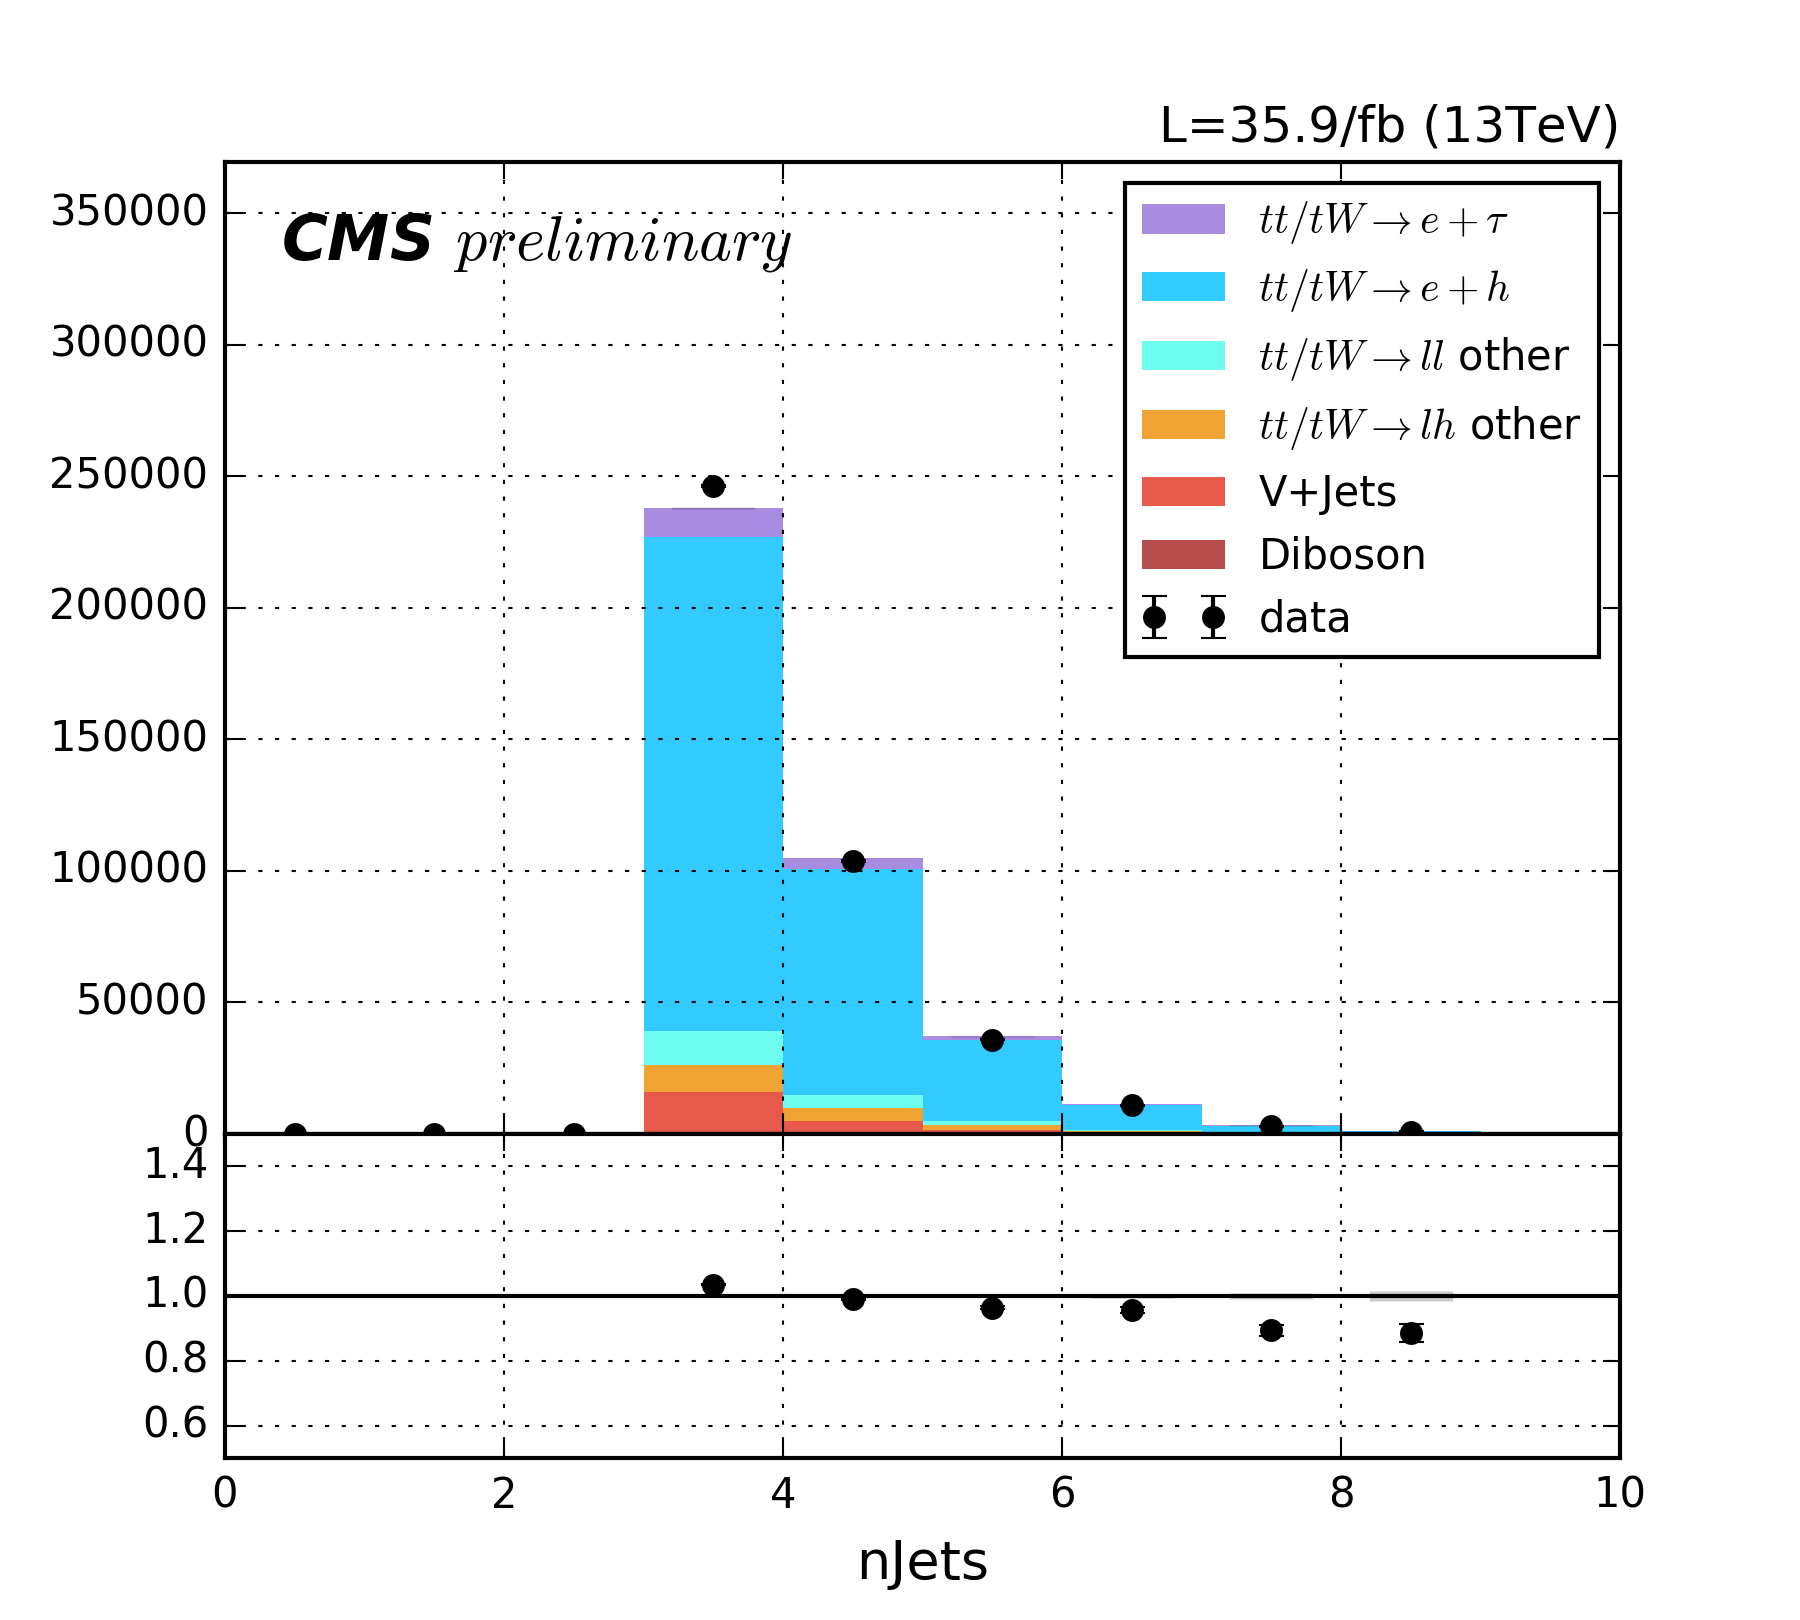 L=35.9/fb (13TeV)
CMS preliminary
350000
300000
250000
200000
150000
100000
50000
0
tt/tW→e+τ
tt/tW→e+h
tt/tW→ll other
tt/tW→lh other
V+Jets
Diboson
data
1.4
1.2
1.0
0.8
0.6
0 2 4 6 8 10
nJets